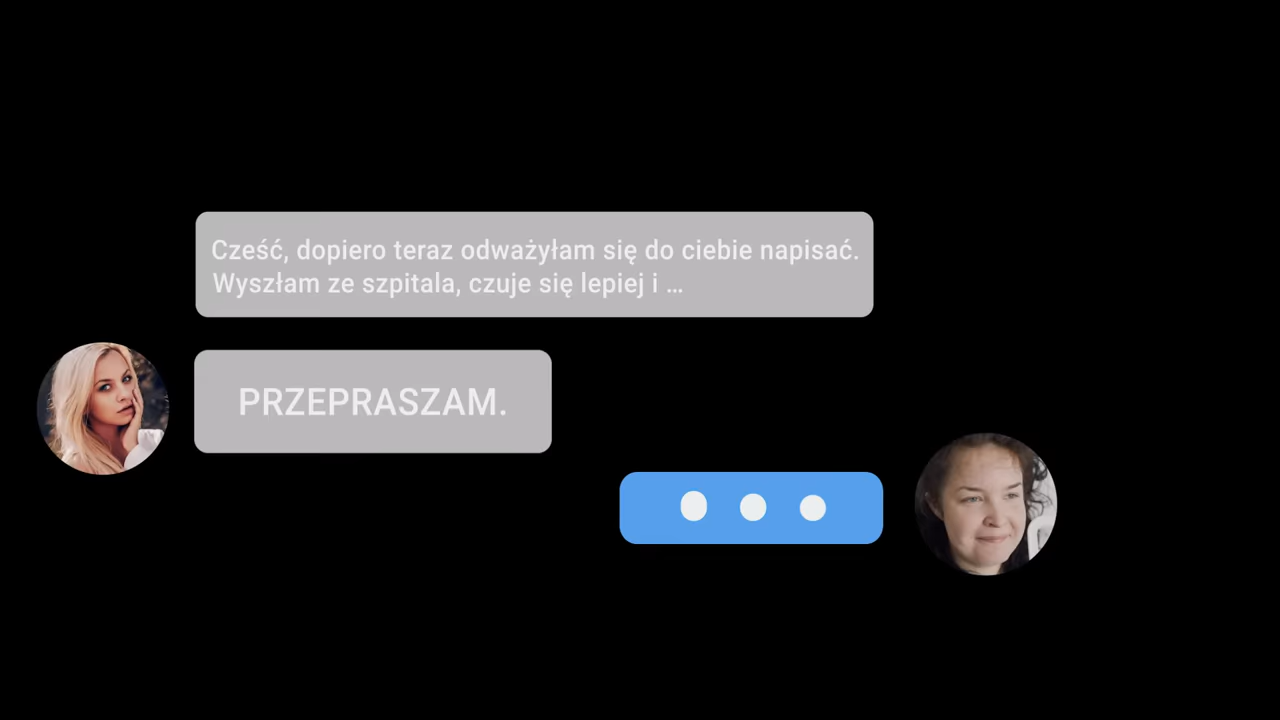 Cześć, dopiero teraz odważyłam się do ciebie napisać.
Wyszłam ze szpitala, czuje się lepiej i ...
PRZEPRASZAM.